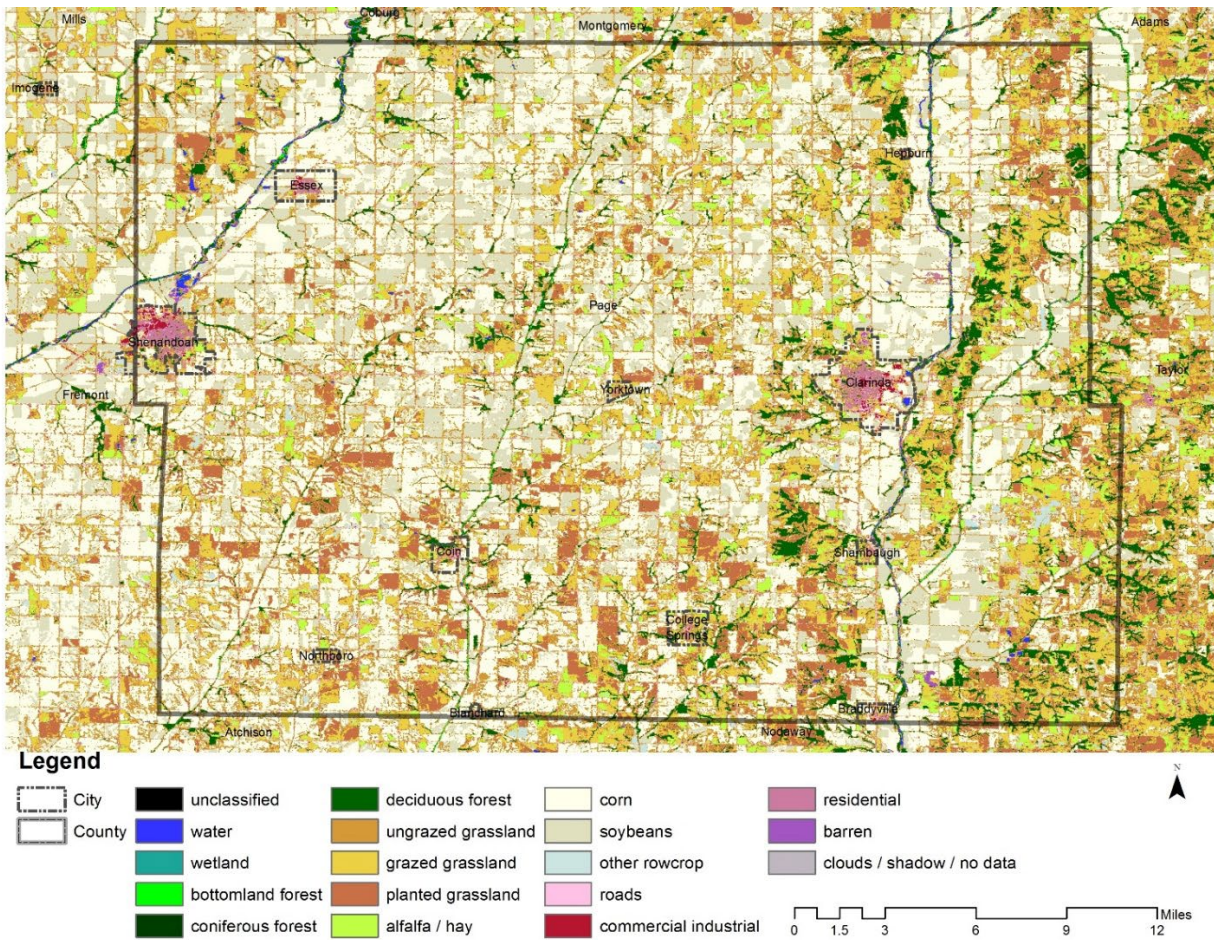 Mills
Coburg
Montgomery
Adams
Imogene
Hepburn
Essex
Page
Shenandoah
Clarinda
Taylor
Fremont
Yorktown
Coin
Shambaugh
College
Springs
Northboro
Blanchard
Braddyville
Atchison
Nodaway
Legend
City
County
unclassified
water
wetland
bottomland forest
coniferous forest
deciduous forest
ungrazed grassland
grazed grassland
planted grassland
alfalfa / hay
corn
soybeans
other rowcrop
roads
commercial industrial
residential
barren
clouds / shadow / no data
N
Miles
0 1.5 3 6 9 12